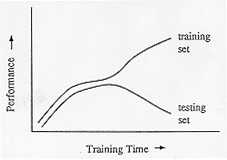 training
set
Performance →
testing
set
Training Time →